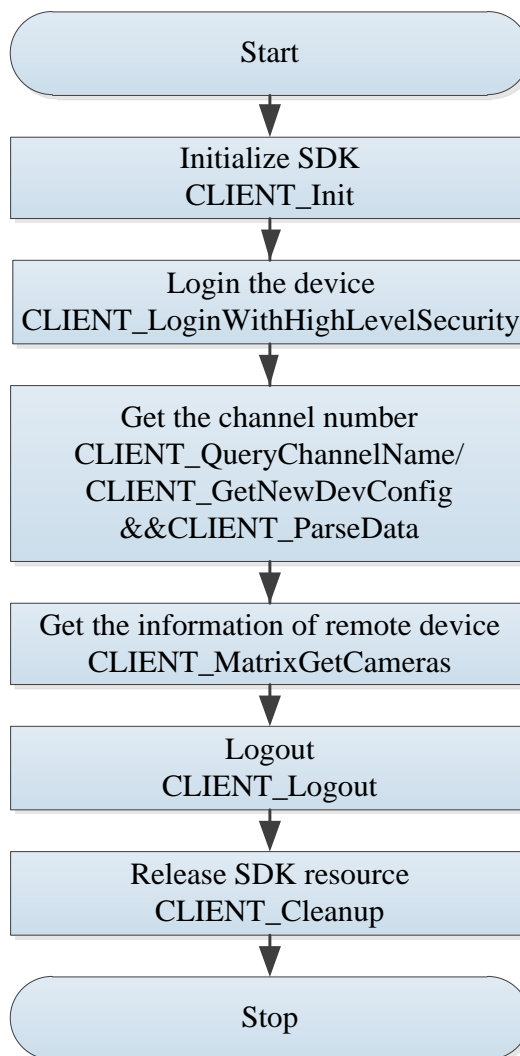 Start
Initialize SDK
CLIENT_Init
Login the device
CLIENT_LoginWithHighLevelSecurity
Get the channel number
CLIENT_QueryChannelName/
CLIENT_GetNewDevConfig
&&CLIENT_ParseData
Get the information of remote device
CLIENT_MatrixGetCameras
Logout
CLIENT_Logout
Release SDK resource
CLIENT_Cleanup
Stop